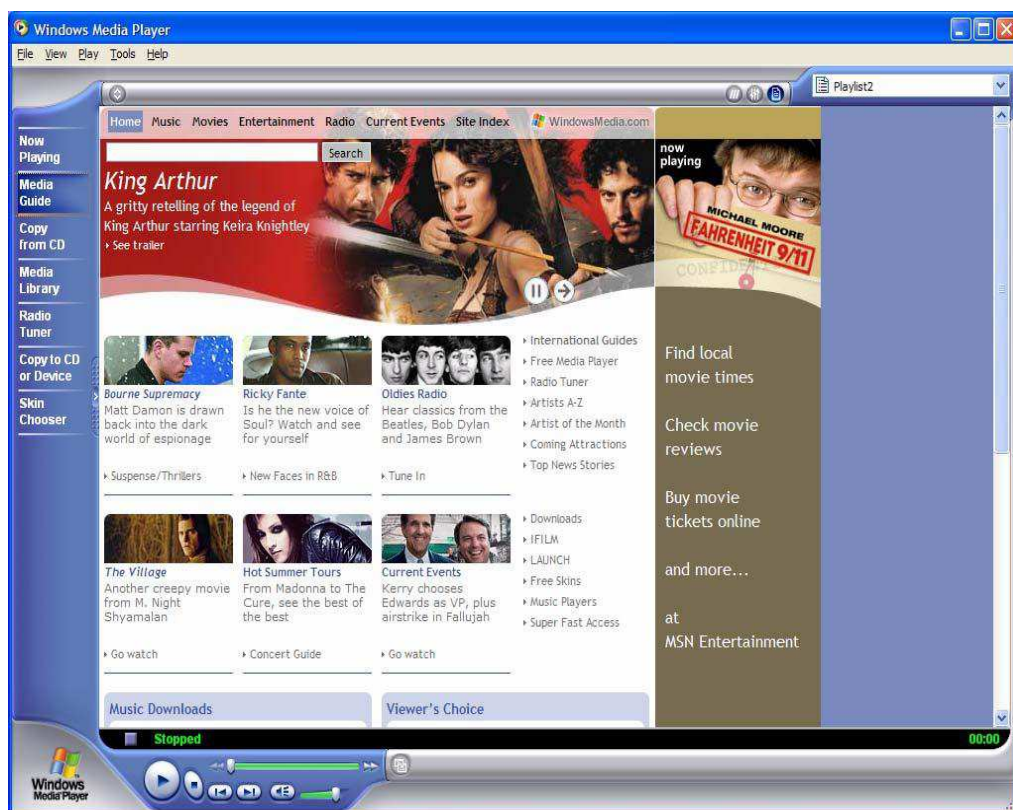 Windows Media Player
File View Play Tools Help
Playlist2
Now
Playing
Media
Guide
Copy
from CD
Media
Library
Radio
Tuner
Copy to CD
or Device
Skin
Chooser
Home Music Movies Entertainment Radio Current Events Site Index WindowsMedia.com
Search
King Arthur
A gritty retelling of the legend of
King Arthur starring Keira Knightley
See trailer
now
playing
MICHAEL MOORE
FAHRENHEIT 9/11
Bourne Supremacy
Matt Damon is drawn
back into the dark
world of espionage
Suspense/Thrillers
Ricky Fante
Is he the new voice of
Soul? Watch and see
for yourself
New Faces in R&B
Oldies Radio
Hear classics from the
Beatles, Bob Dylan
and James Brown
Tune In
International Guides
Free Media Player
Radio Tuner
Artists A-Z
Artist of the Month
Coming Attractions
Top News Stories
The Village
Another creepy movie
from M. Night
Shyamalan
Go watch
Hot Summer Tours
From Madonna to The
Cure, see the best of
the best
Concert Guide
Current Events
Kerry chooses
Edwards as VP, plus
airstrike in Fallujah
Go watch
Downloads
IFILM
LAUNCH
Free Skins
Music Players
Super Fast Access
Find local
movie times
Check movie
reviews
Buy movie
tickets online
and more...
at
MSN Entertainment
Music Downloads
Viewer's Choice
Stopped
00:00
Windows
Media Player